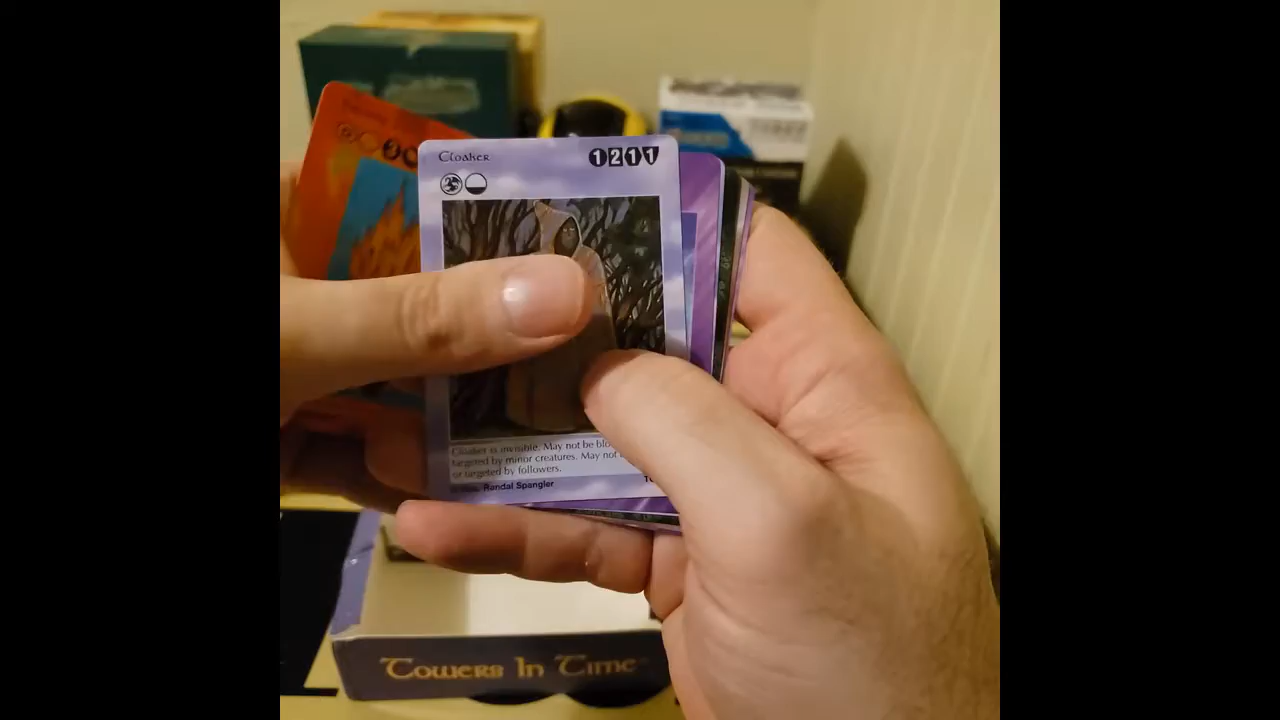 Cloaker
1211
Cloaker is invisible. May not be
targeted by minor creatures. May not
or targeted by followers.
Randal Spangler
Towers In Time